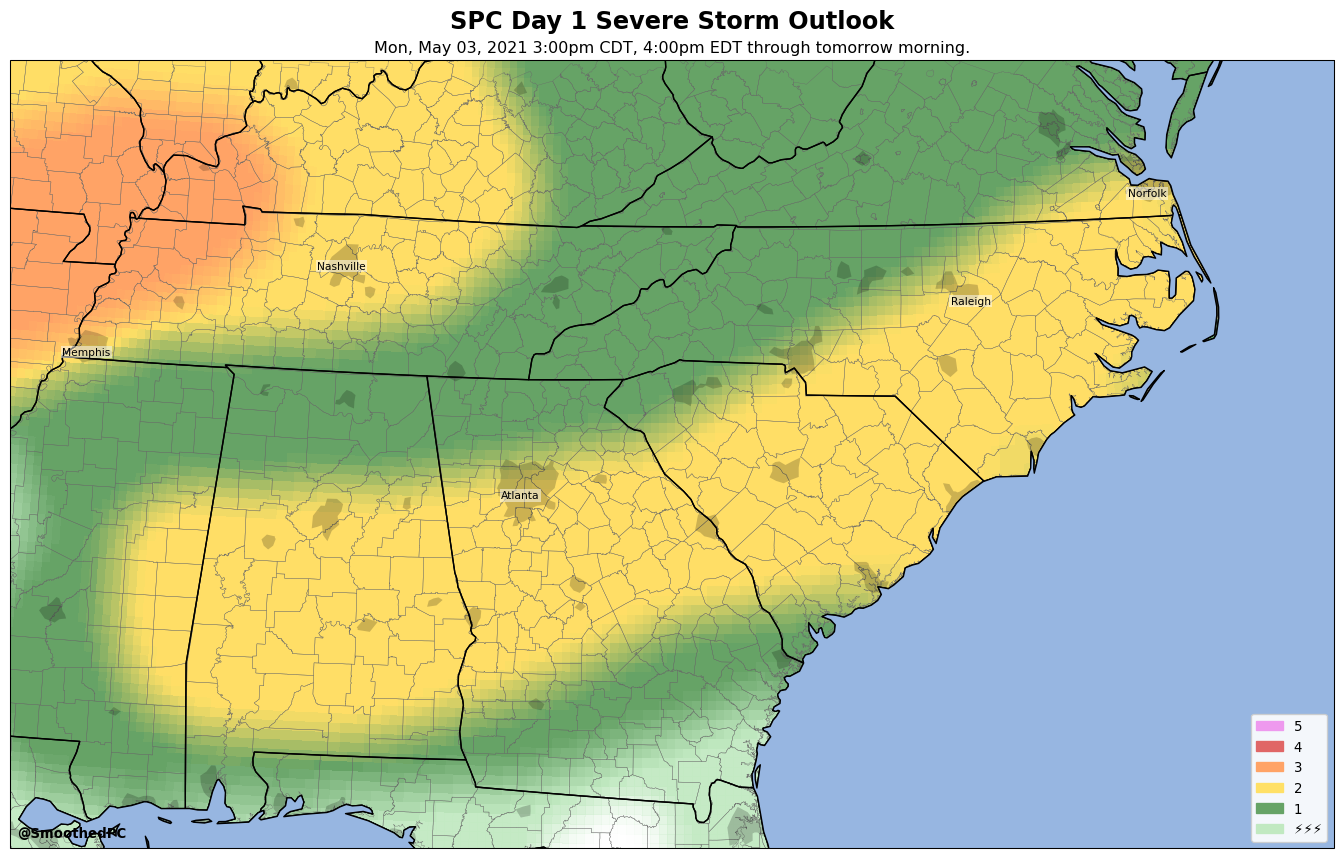 SPC Day 1 Severe Storm Outlook
Mon, May 03, 2021 3:00pm CDT, 4:00pm EDT through tomorrow morning.
Norfolk
Nashville
Raleigh
Memphis
Atlanta
5
4
3
2
1
⚡⚡⚡
@SmoothedPC